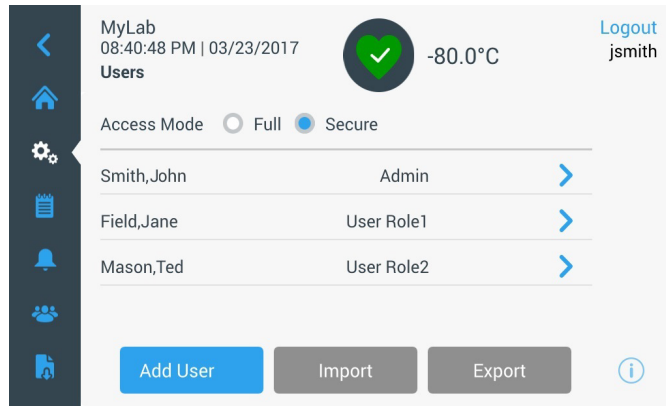 MyLab
08:40:48 PM | 03/23/2017
Users
-80.0°C
Logout
jsmith
Access Mode Full Secure
Smith,John Admin
Field,Jane User Role1
Mason,Ted User Role2
Add User Import Export
i